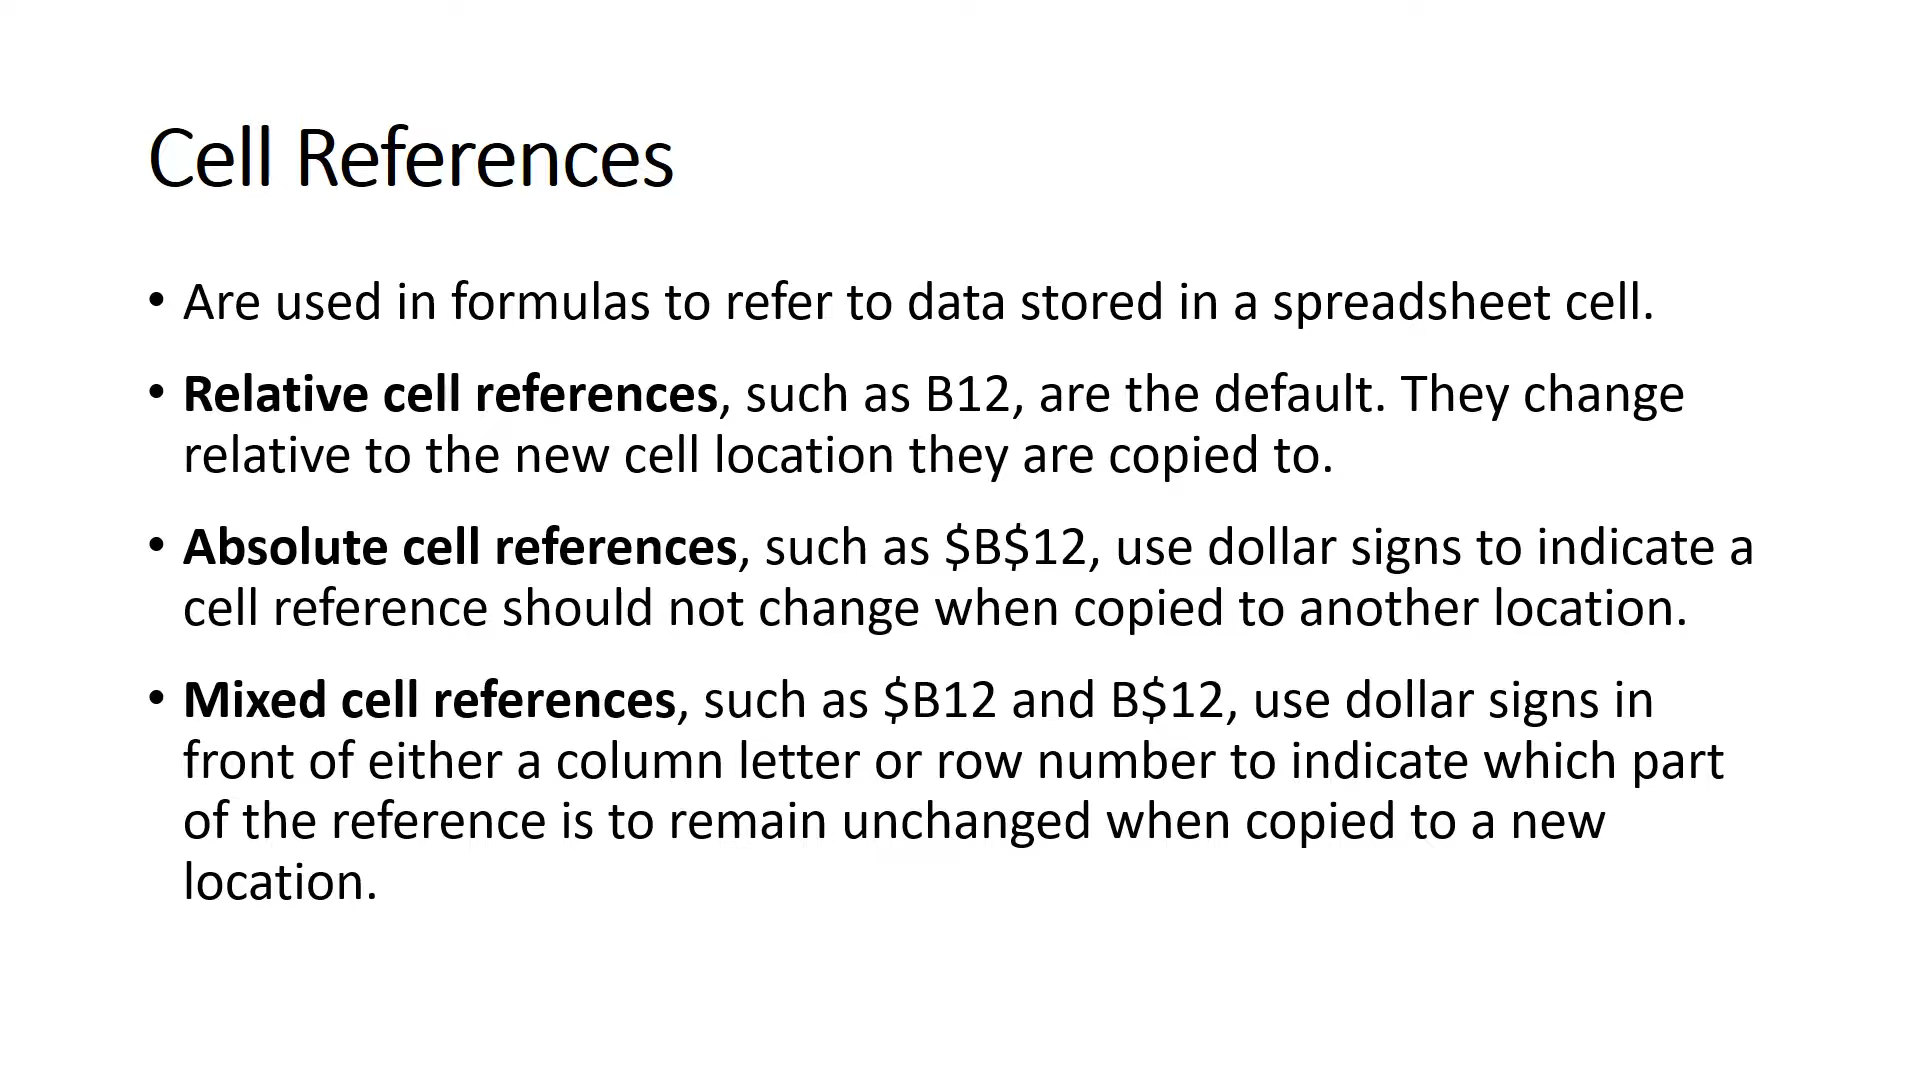 Cell References
• Are used in formulas to refer to data stored in a spreadsheet cell.
• Relative cell references, such as B12, are the default. They change
relative to the new cell location they are copied to.
• Absolute cell references, such as $B$12, use dollar signs to indicate a
cell reference should not change when copied to another location.
• Mixed cell references, such as $B12 and B$12, use dollar signs in
front of either a column letter or row number to indicate which part
of the reference is to remain unchanged when copied to a new
location.